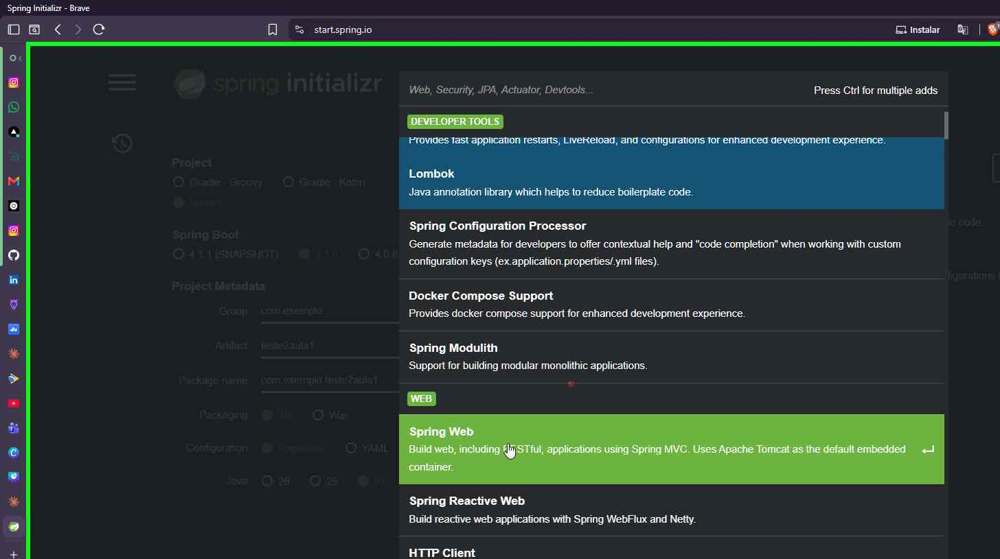 Spring Initializr - Brave
start.spring.io
Instalar
spring initializr
Web, Security, JPA, Actuator, Devtools...
Press Ctrl for multiple adds
DEVELOPER TOOLS
Provides fast application restarts, LiveReload, and configurations for enhanced development experience.
Lombok
Java annotation library which helps to reduce boilerplate code.
Spring Configuration Processor
Generate metadata for developers to offer contextual help and "code completion" when working with custom
configuration keys (ex.application.properties/.yml files).
Docker Compose Support
Provides docker compose support for enhanced development experience.
Spring Modulith
Support for building modular monolithic applications.
WEB
Spring Web
Build web, including RESTful, applications using Spring MVC. Uses Apache Tomcat as the default embedded
container.
Spring Reactive Web
Build reactive web applications with Spring WebFlux and Netty.
HTTP Client
Project
Gradle - Groovy
Gradle - Kotlin
Maven
Spring Boot
4.1.1 (SNAPSHOT)
4.0.8
Project Metadata
Group com.exemplo
Artifact teste2aula1
Package name com.exemplo.teste2aula1
Packaging War
Configuration Properties YAML
Java 26 25
code.
figurations